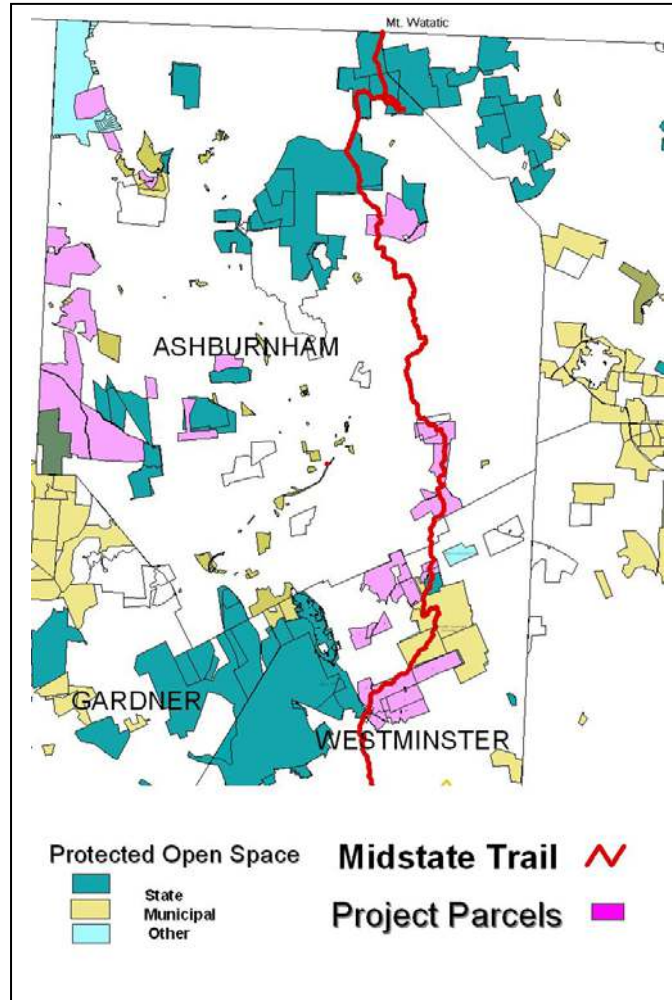 Mt. Watatic
ASHBURNHAM
GARDNER
WESTMINSTER
Protected Open Space
State
Municipal
Other
Midstate Trail
Project Parcels